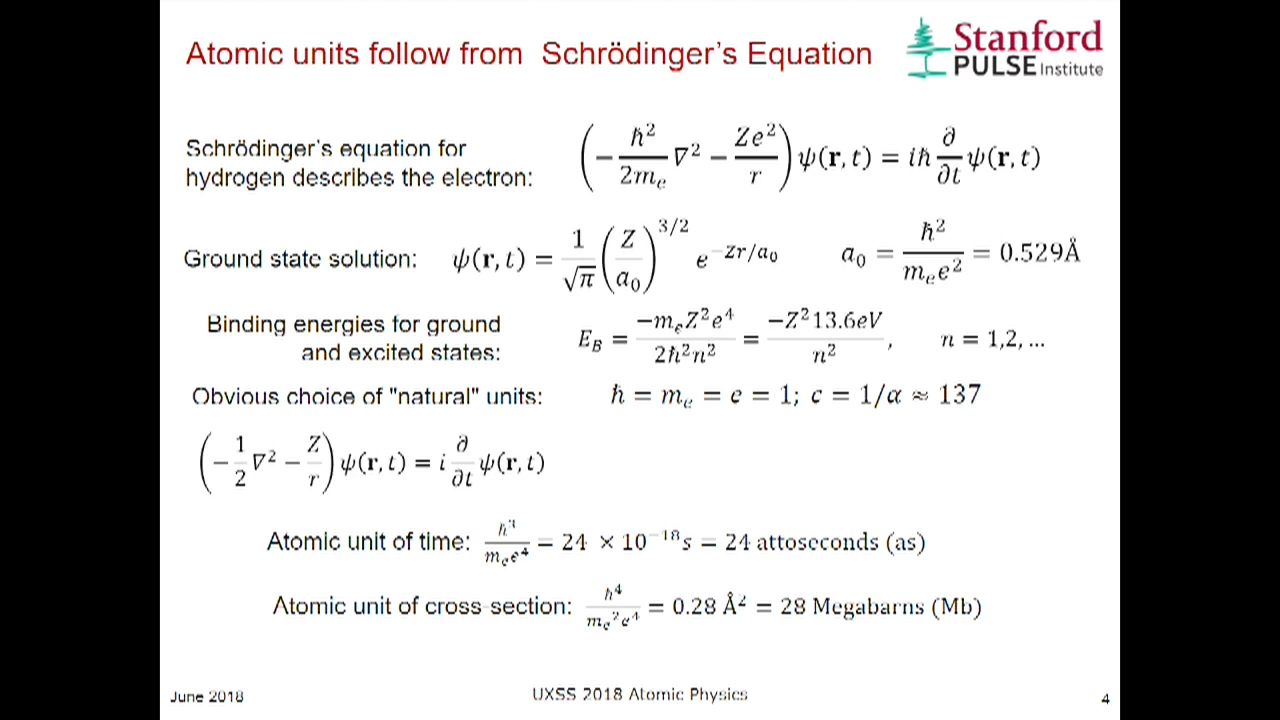 Atomic units follow from Schrödinger's Equation
Stanford
PULSE Institute
Schrödinger's equation for
hydrogen describes the electron:
(−ℏ²/2mₑ ∇² − Ze²/r) ψ(𝐫, t) = iℏ ∂/∂t ψ(𝐫, t)
Ground state solution: ψ(𝐫, t) = 1/√π (Z/a₀)^3/2 e^−Zr/a₀ a₀ = ℏ²/mₑe² = 0.529Å
Binding energies for ground
and excited states:
E_B = −mₑZ²e⁴/2ℏ²n² = −Z²13.6eV/n², n = 1,2, ...
Obvious choice of "natural" units: ℏ = mₑ = e = 1; c = 1/α ≈ 137
(−1/2 ∇² − Z/r) ψ(𝐫, t) = i ∂/∂t ψ(𝐫, t)
Atomic unit of time: ℏ³/mₑe⁴ = 24 × 10⁻¹⁸s = 24 attoseconds (as)
Atomic unit of cross section: ℏ⁴/mₑ²e⁴ = 0.28 Å² = 28 Megabarns (Mb)
June 2018
UXSS 2018 Atomic Physics
4